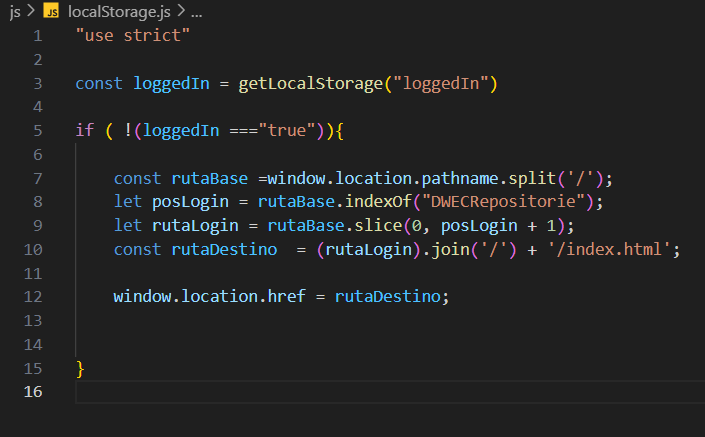 js > JS localStorage.js > ...
1 "use strict"
2
3 const loggedIn = getLocalStorage("loggedIn")
4
5 if ( !(loggedIn ==="true")){
6
7 const rutaBase =window.location.pathname.split('/');
8 let posLogin = rutaBase.indexOf("DWECRepositorie");
9 let rutaLogin = rutaBase.slice(0, posLogin + 1);
10 const rutaDestino  = (rutaLogin).join('/') + '/index.html';
11
12 window.location.href = rutaDestino;
13
14
15 }
16